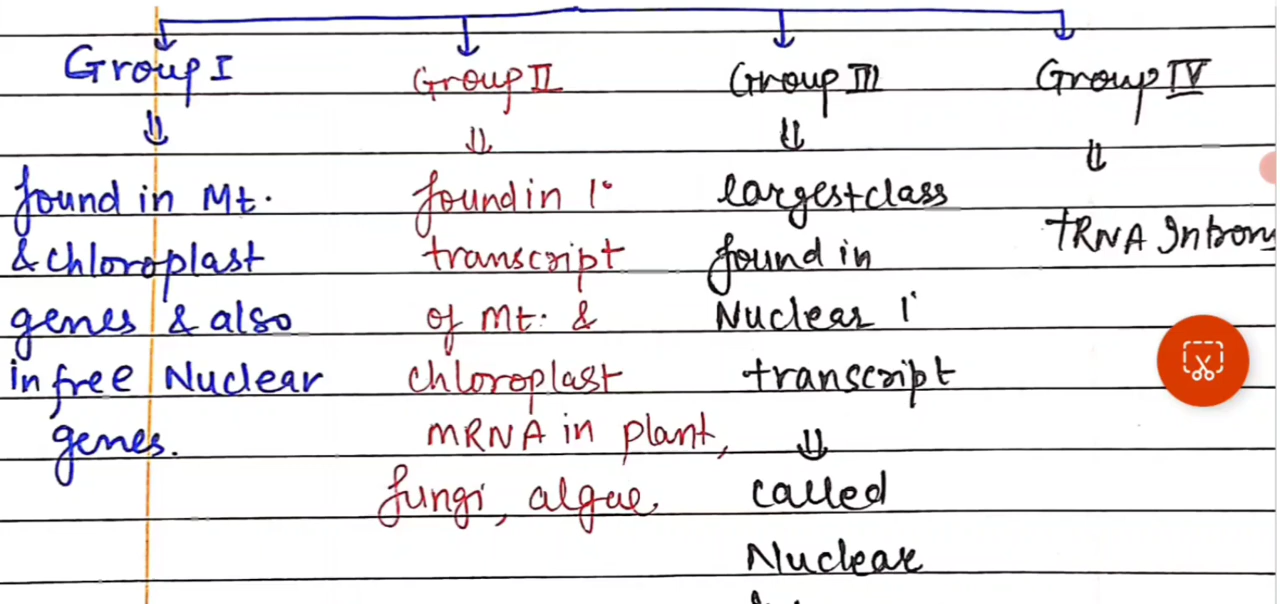 Group I
↓
found in Mt.
& chloroplast
genes & also
in free Nuclear
genes.
Group II
↓
found in 1°
transcript
of Mt. &
chloroplast
mRNA in plant,
fungi, algae.
Group III
↓
largest class
found in
Nuclear 1°
transcript
↓
called
Nuclear
Group IV
↓
tRNA Introns